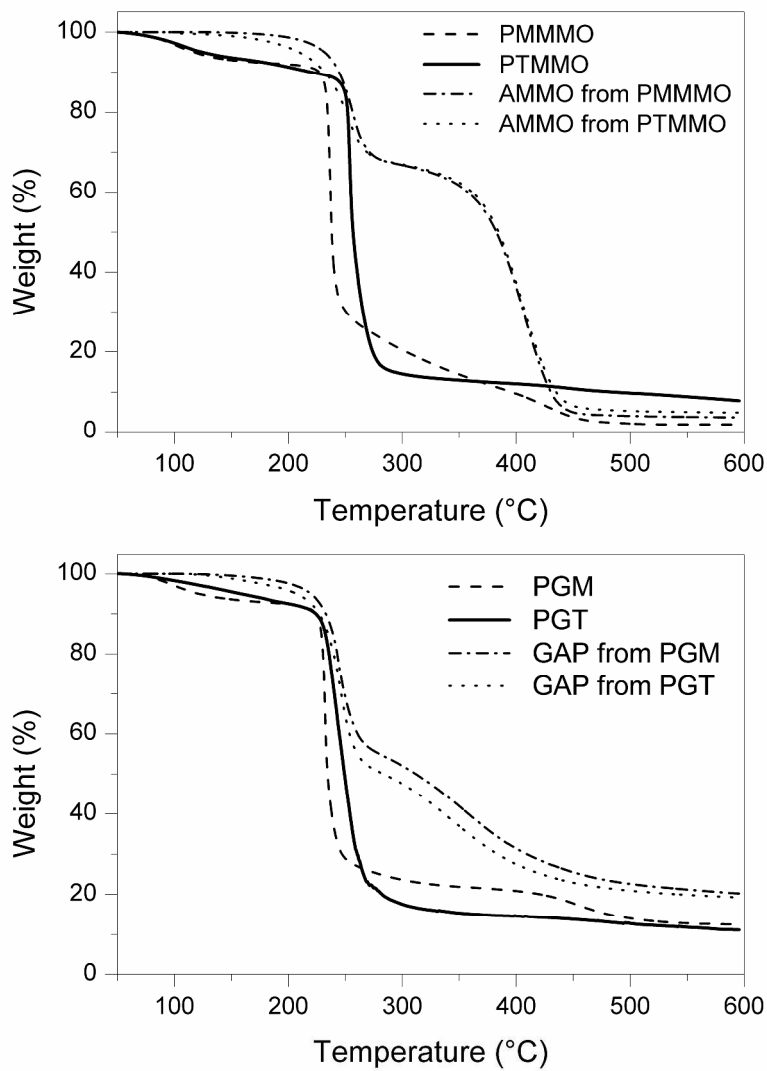 100
80
60
40
20
0
Weight (%)
PMMMO
PTMMO
AMMO from PMMMO
AMMO from PTMMO
100 200 300 400 500 600
Temperature (°C)
100
80
60
40
20
0
Weight (%)
PGM
PGT
GAP from PGM
GAP from PGT
100 200 300 400 500 600
Temperature (°C)